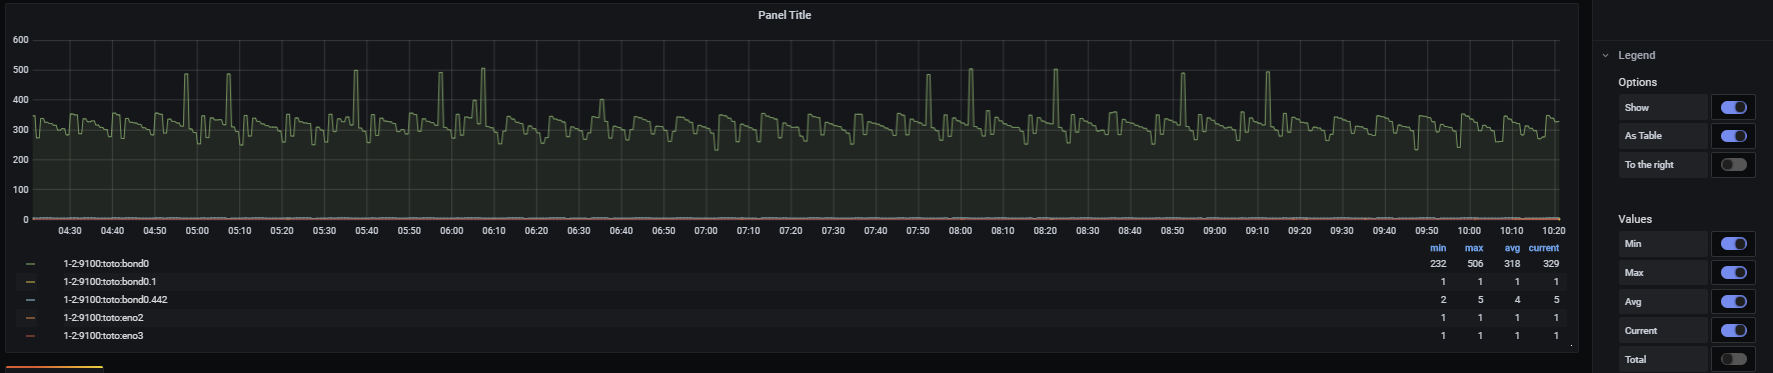 Panel Title
600
500
400
300
200
100
0
04:30 04:40 04:50 05:00 05:10 05:20 05:30 05:40 05:50 06:00 06:10 06:20 06:30 06:40 06:50 07:00 07:10 07:20 07:30 07:40 07:50 08:00 08:10 08:20 08:30 08:40 08:50 09:00 09:10 09:20 09:30 09:40 09:50 10:00 10:10 10:20
min max avg current
1-2:9100:toto:bond0 232 506 318 329
1-2:9100:toto:bond0.1 1 1 1 1
1-2:9100:toto:bond0.442 2 5 4 5
1-2:9100:toto:eno2 1 1 1 1
1-2:9100:toto:eno3 1 1 1 1
Legend
Options
Show
As Table
To the right
Values
Min
Max
Avg
Current
Total